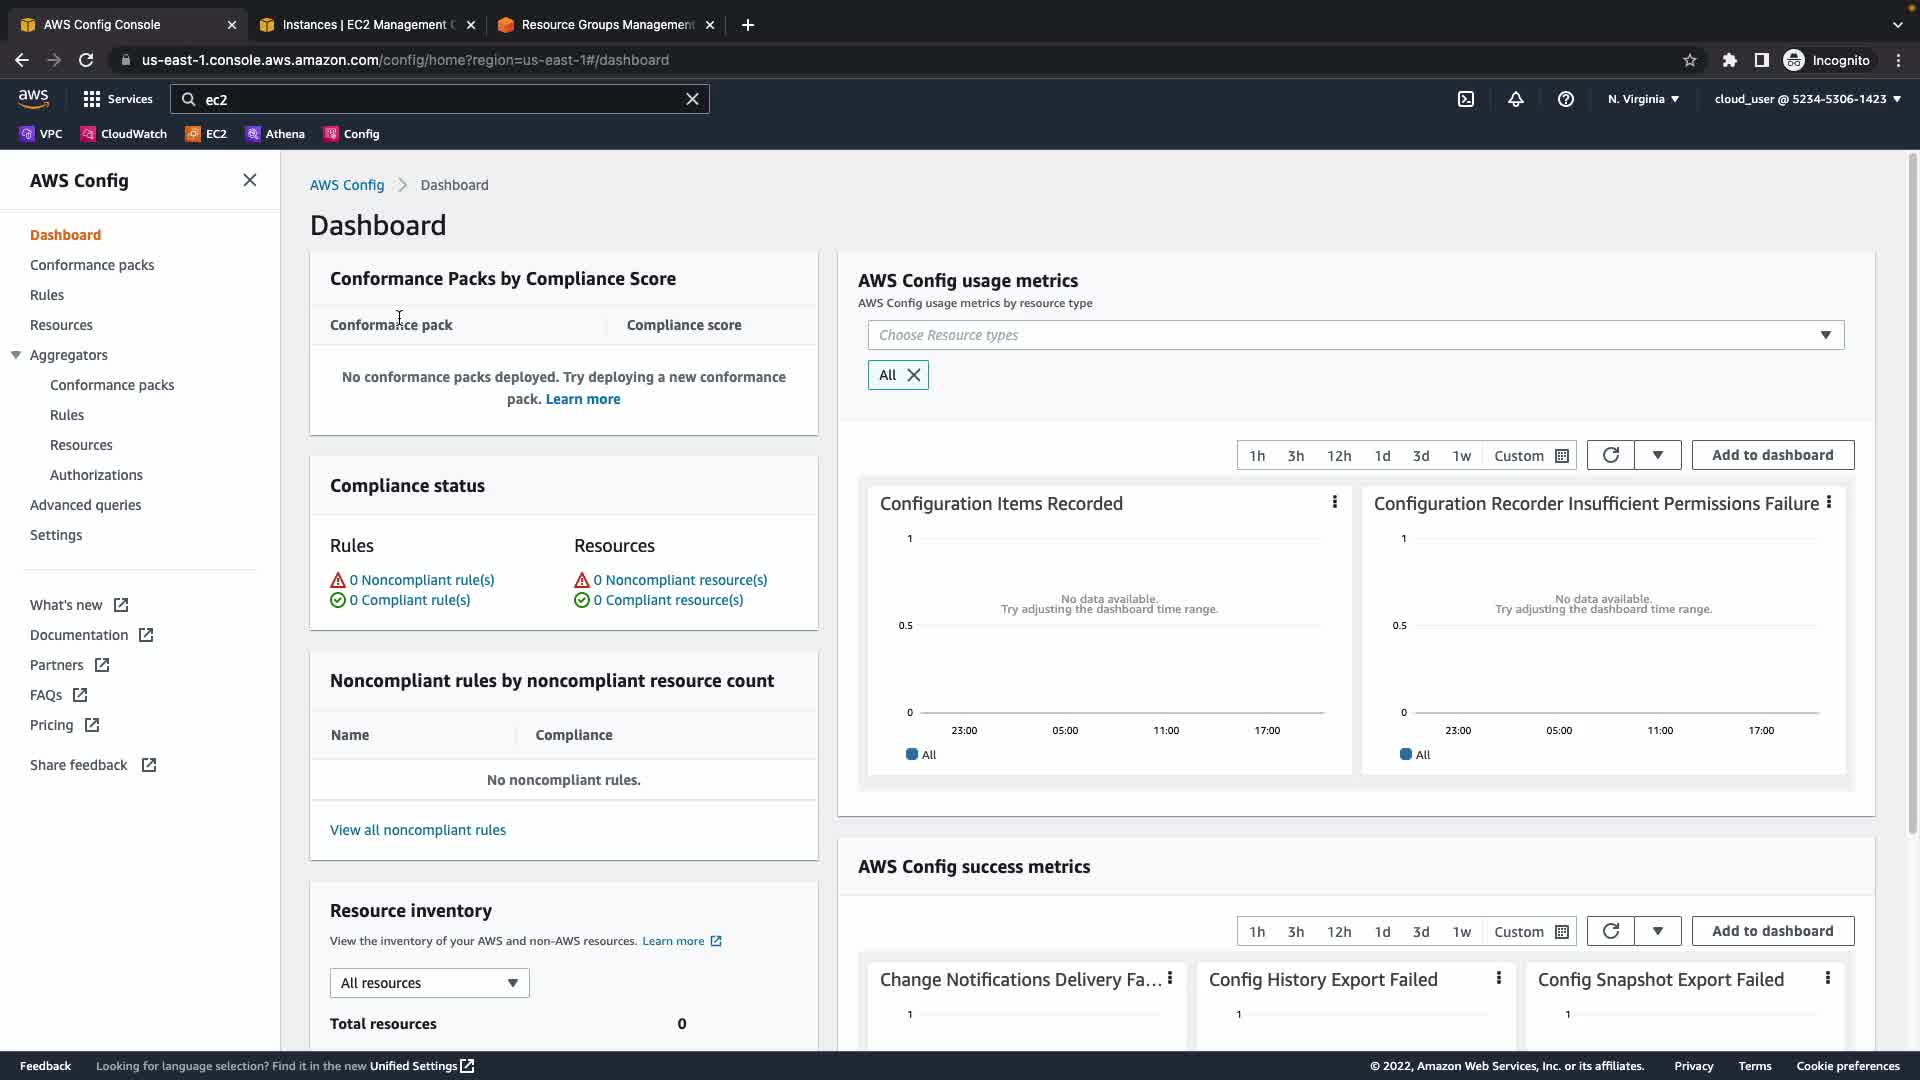 AWS Config Console
Instances | EC2 Management C
Resource Groups Management
us-east-1.console.aws.amazon.com/config/home?region=us-east-1#/dashboard
Incognito
aws
Services
ec2
N. Virginia
cloud_user @ 5234-5306-1423
VPC
CloudWatch
EC2
Athena
Config
AWS Config
Dashboard
Conformance packs
Rules
Resources
Aggregators
Conformance packs
Rules
Resources
Authorizations
Advanced queries
Settings
What's new
Documentation
Partners
FAQs
Pricing
Share feedback
AWS Config > Dashboard
Dashboard
Conformance Packs by Compliance Score
Conformance pack
Compliance score
No conformance packs deployed. Try deploying a new conformance
pack. Learn more
Compliance status
Rules
0 Noncompliant rule(s)
0 Compliant rule(s)
Resources
0 Noncompliant resource(s)
0 Compliant resource(s)
Noncompliant rules by noncompliant resource count
Name
Compliance
No noncompliant rules.
View all noncompliant rules
Resource inventory
View the inventory of your AWS and non-AWS resources. Learn more
All resources
Total resources
0
AWS Config usage metrics
AWS Config usage metrics by resource type
Choose Resource types
All
1h 3h 12h 1d 3d 1w Custom
Add to dashboard
Configuration Items Recorded
1
No data available.
Try adjusting the dashboard time range.
0.5
0
23:00 05:00 11:00 17:00
All
Configuration Recorder Insufficient Permissions Failure
1
No data available.
Try adjusting the dashboard time range.
0.5
0
23:00 05:00 11:00 17:00
All
AWS Config success metrics
1h 3h 12h 1d 3d 1w Custom
Add to dashboard
Change Notifications Delivery Fa...
1
Config History Export Failed
1
Config Snapshot Export Failed
1
Feedback
Looking for language selection? Find it in the new Unified Settings
© 2022, Amazon Web Services, Inc. or its affiliates.
Privacy
Terms
Cookie preferences